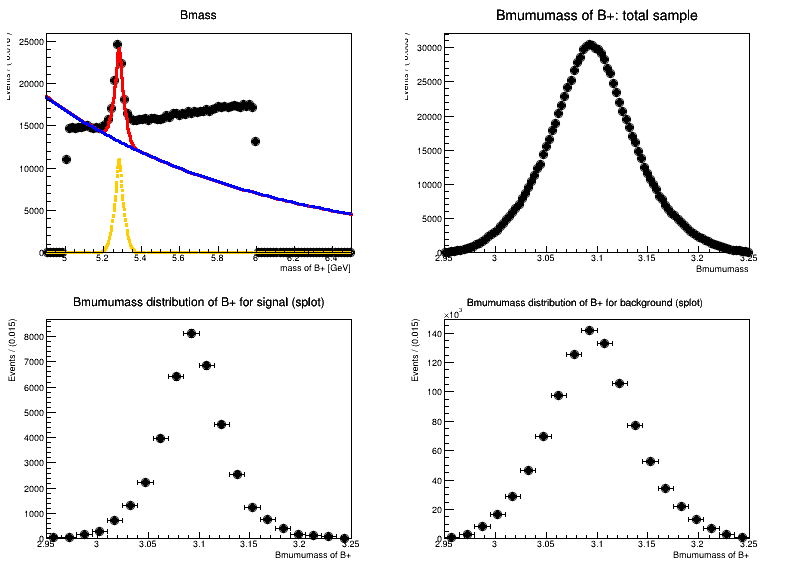 Bmass
25000
20000
15000
10000
5000
0
5 5.2 5.4 5.6 5.8 6 6.2 6.4
mass of B+ [GeV]
Bmumumass of B+: total sample
30000
25000
20000
15000
10000
5000
0
2.95 3 3.05 3.1 3.15 3.2 3.25
Bmumumass
Bmumumass distribution of B+ for signal (splot)
Events / (0.015)
8000
7000
6000
5000
4000
3000
2000
1000
0
2.95 3 3.05 3.1 3.15 3.2 3.25
Bmumumass of B+
Bmumumass distribution of B+ for background (splot)
×10³
Events / (0.015)
140
120
100
80
60
40
20
0
2.95 3 3.05 3.1 3.15 3.2 3.25
Bmumumass of B+